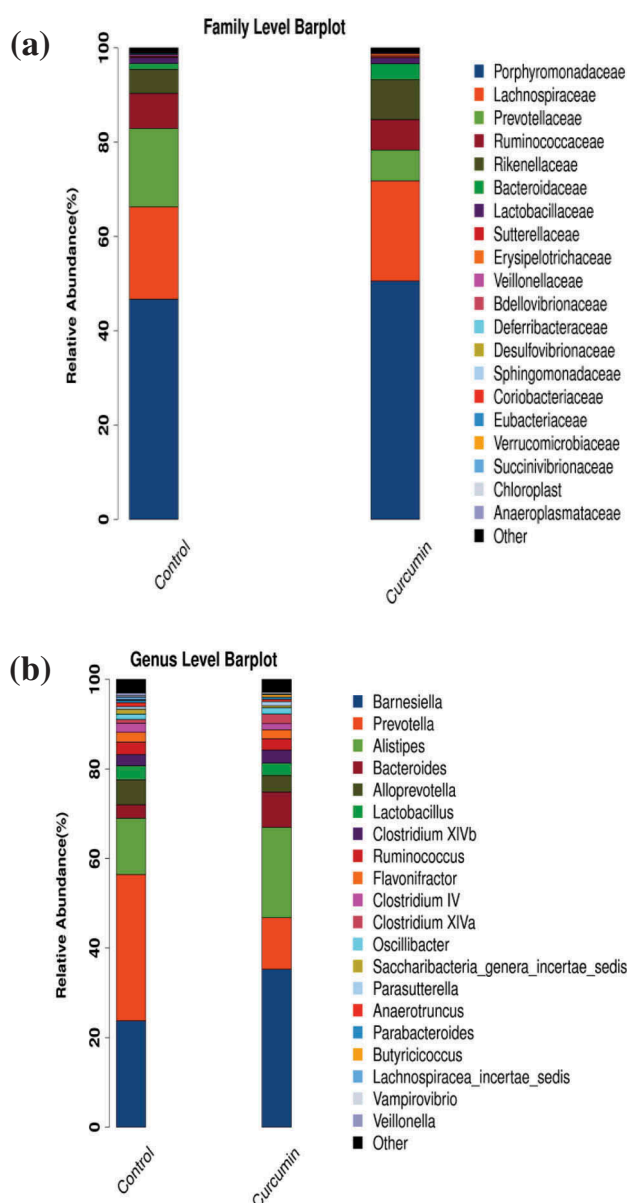 (a)
Family Level Barplot
Relative Abundance(%)
100
80
60
40
20
0
Control
Curcumin
Porphyromonadaceae
Lachnospiraceae
Prevotellaceae
Ruminococcaceae
Rikenellaceae
Bacteroidaceae
Lactobacillaceae
Sutterellaceae
Erysipelotrichaceae
Veillonellaceae
Bdellovibrionaceae
Deferribacteraceae
Desulfovibrionaceae
Sphingomonadaceae
Coriobacteriaceae
Eubacteriaceae
Verrucomicrobiaceae
Succinivibrionaceae
Chloroplast
Anaeroplasmataceae
Other
(b)
Genus Level Barplot
Relative Abundance(%)
100
80
60
40
20
0
Control
Curcumin
Barnesiella
Prevotella
Alistipes
Bacteroides
Alloprevotella
Lactobacillus
Clostridium XIVb
Ruminococcus
Flavonifractor
Clostridium IV
Clostridium XIVa
Oscillibacter
Saccharibacteria_genera_incertae_sedis
Parasutterella
Anaerotruncus
Parabacteroides
Butyricicoccus
Lachnospiracea_incertae_sedis
Vampirovibrio
Veillonella
Other